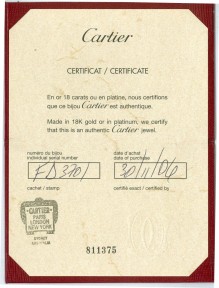 Cartier
CERTIFICAT / CERTIFICATE
En or 18 carats ou en platine, nous certifions
que ce bijou Cartier est authentique.
Made in 18K gold or in platinum, we certify
that this is an authentic Cartier jewel.
numéro du bijou
individual serial number
date d'achat
date of purchase
30/11/06
cachet / stamp
certifié exact / certified by
CARTIER
PARIS
LONDON
NEW YORK
811375